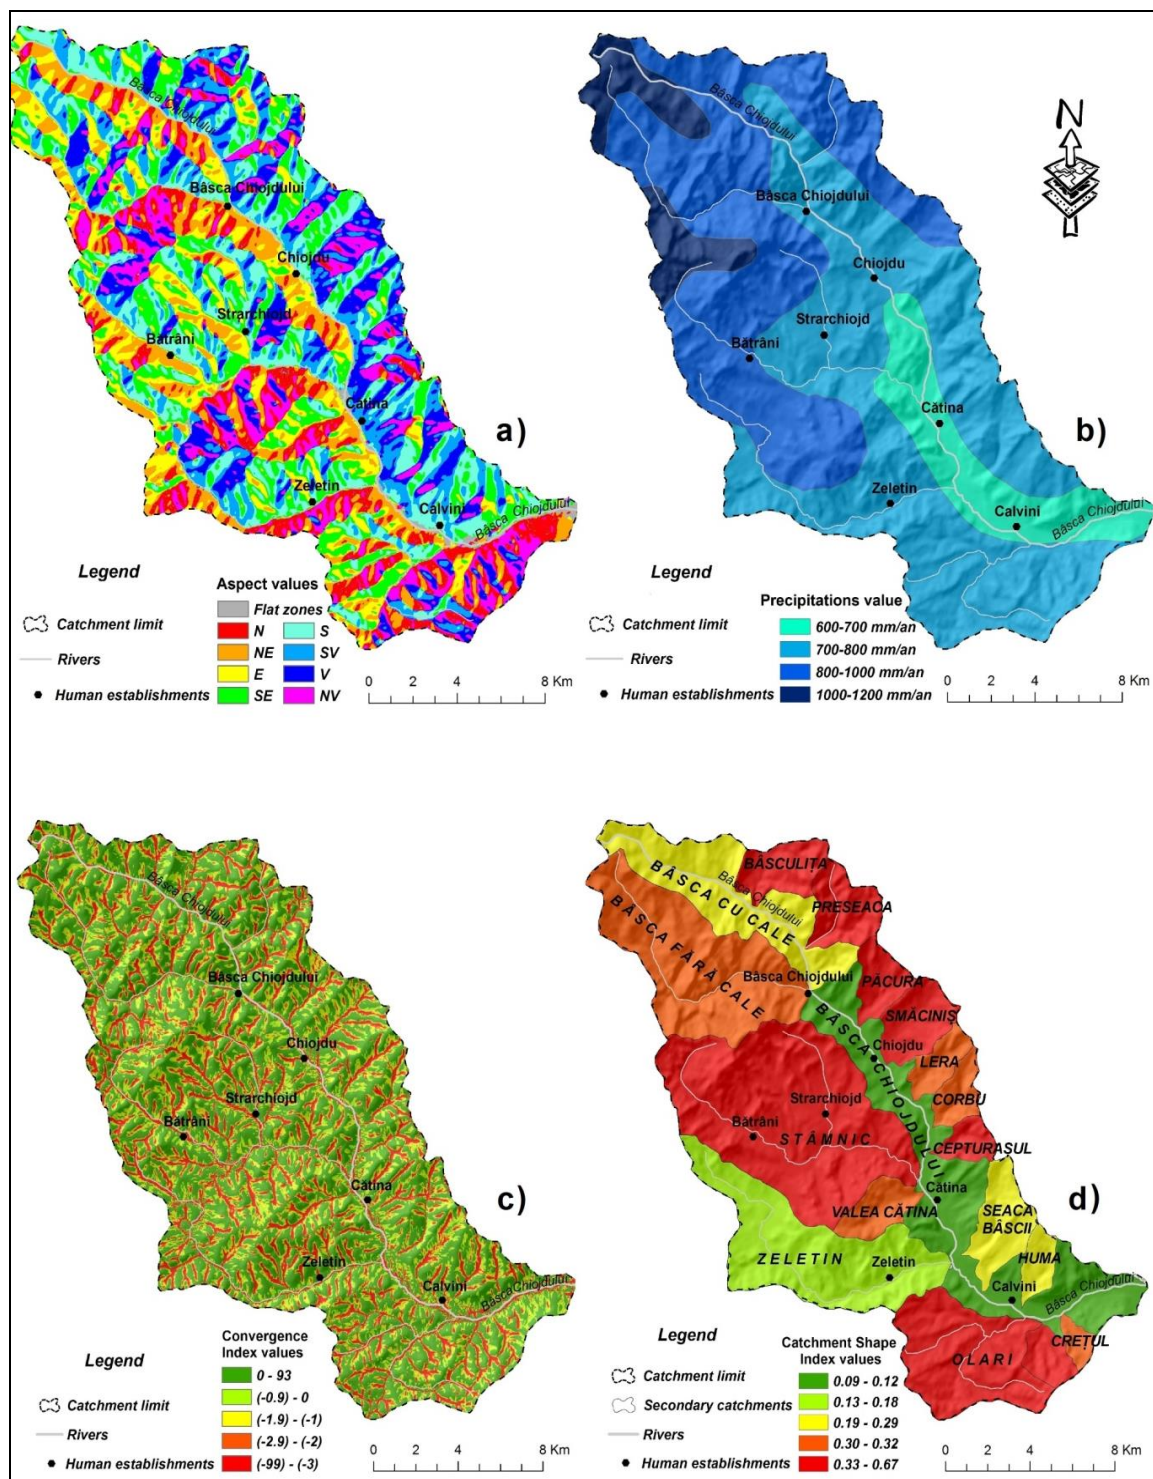 Bâsca Chiojdului
Bâsca Chiojdului
Chiojdu
Strarchiojd
Bătrâni
Cătina
a)
Zeletin
Calvini
Bâsca Chiojdului
Legend
Catchment limit
Rivers
Human establishments
Aspect values
Flat zones
N
S
NE
SV
E
V
SE
NV
0 2 4 8 Km
N
Bâsca Chiojdului
Bâsca Chiojdului
Chiojdu
Strarchiojd
Bătrâni
Cătina
b)
Zeletin
Calvini
Bâsca Chiojdului
Legend
Catchment limit
Rivers
Human establishments
Precipitations value
600-700 mm/an
700-800 mm/an
800-1000 mm/an
1000-1200 mm/an
0 2 4 8 Km
Bâsca Chiojdului
Bâsca Chiojdului
Chiojdu
Strarchiojd
Bătrâni
Cătina
c)
Zeletin
Calvini
Bâsca Chiojdului
Legend
Catchment limit
Rivers
Human establishments
Convergence
Index values
0 - 93
(-0.9) - 0
(-1.9) - (-1)
(-2.9) - (-2)
(-99) - (-3)
0 2 4 8 Km
BÂSCULIȚA
BÂSCA CU CALE
Bâsca Chiojdului
PRESEACA
BÂSCA FĂRĂ CALE
Bâsca Chiojdului
PĂCURA
SMĂCINIȘ
BÂSCA CHIOJDULUI
Chiojdu
LERA
CORBU
Strarchiojd
Bătrâni
STÂMNIC
CEPTURAȘUL
Cătina
d)
VALEA CĂTINA
SEACA
BÂSCII
ZELETIN
Zeletin
HUMA
Calvini
Bâsca Chiojdului
CREȚUL
OLARI
Legend
Catchment limit
Secondary catchments
Rivers
Human establishments
Catchment Shape
Index values
0.09 - 0.12
0.13 - 0.18
0.19 - 0.29
0.30 - 0.32
0.33 - 0.67
0 2 4 8 Km